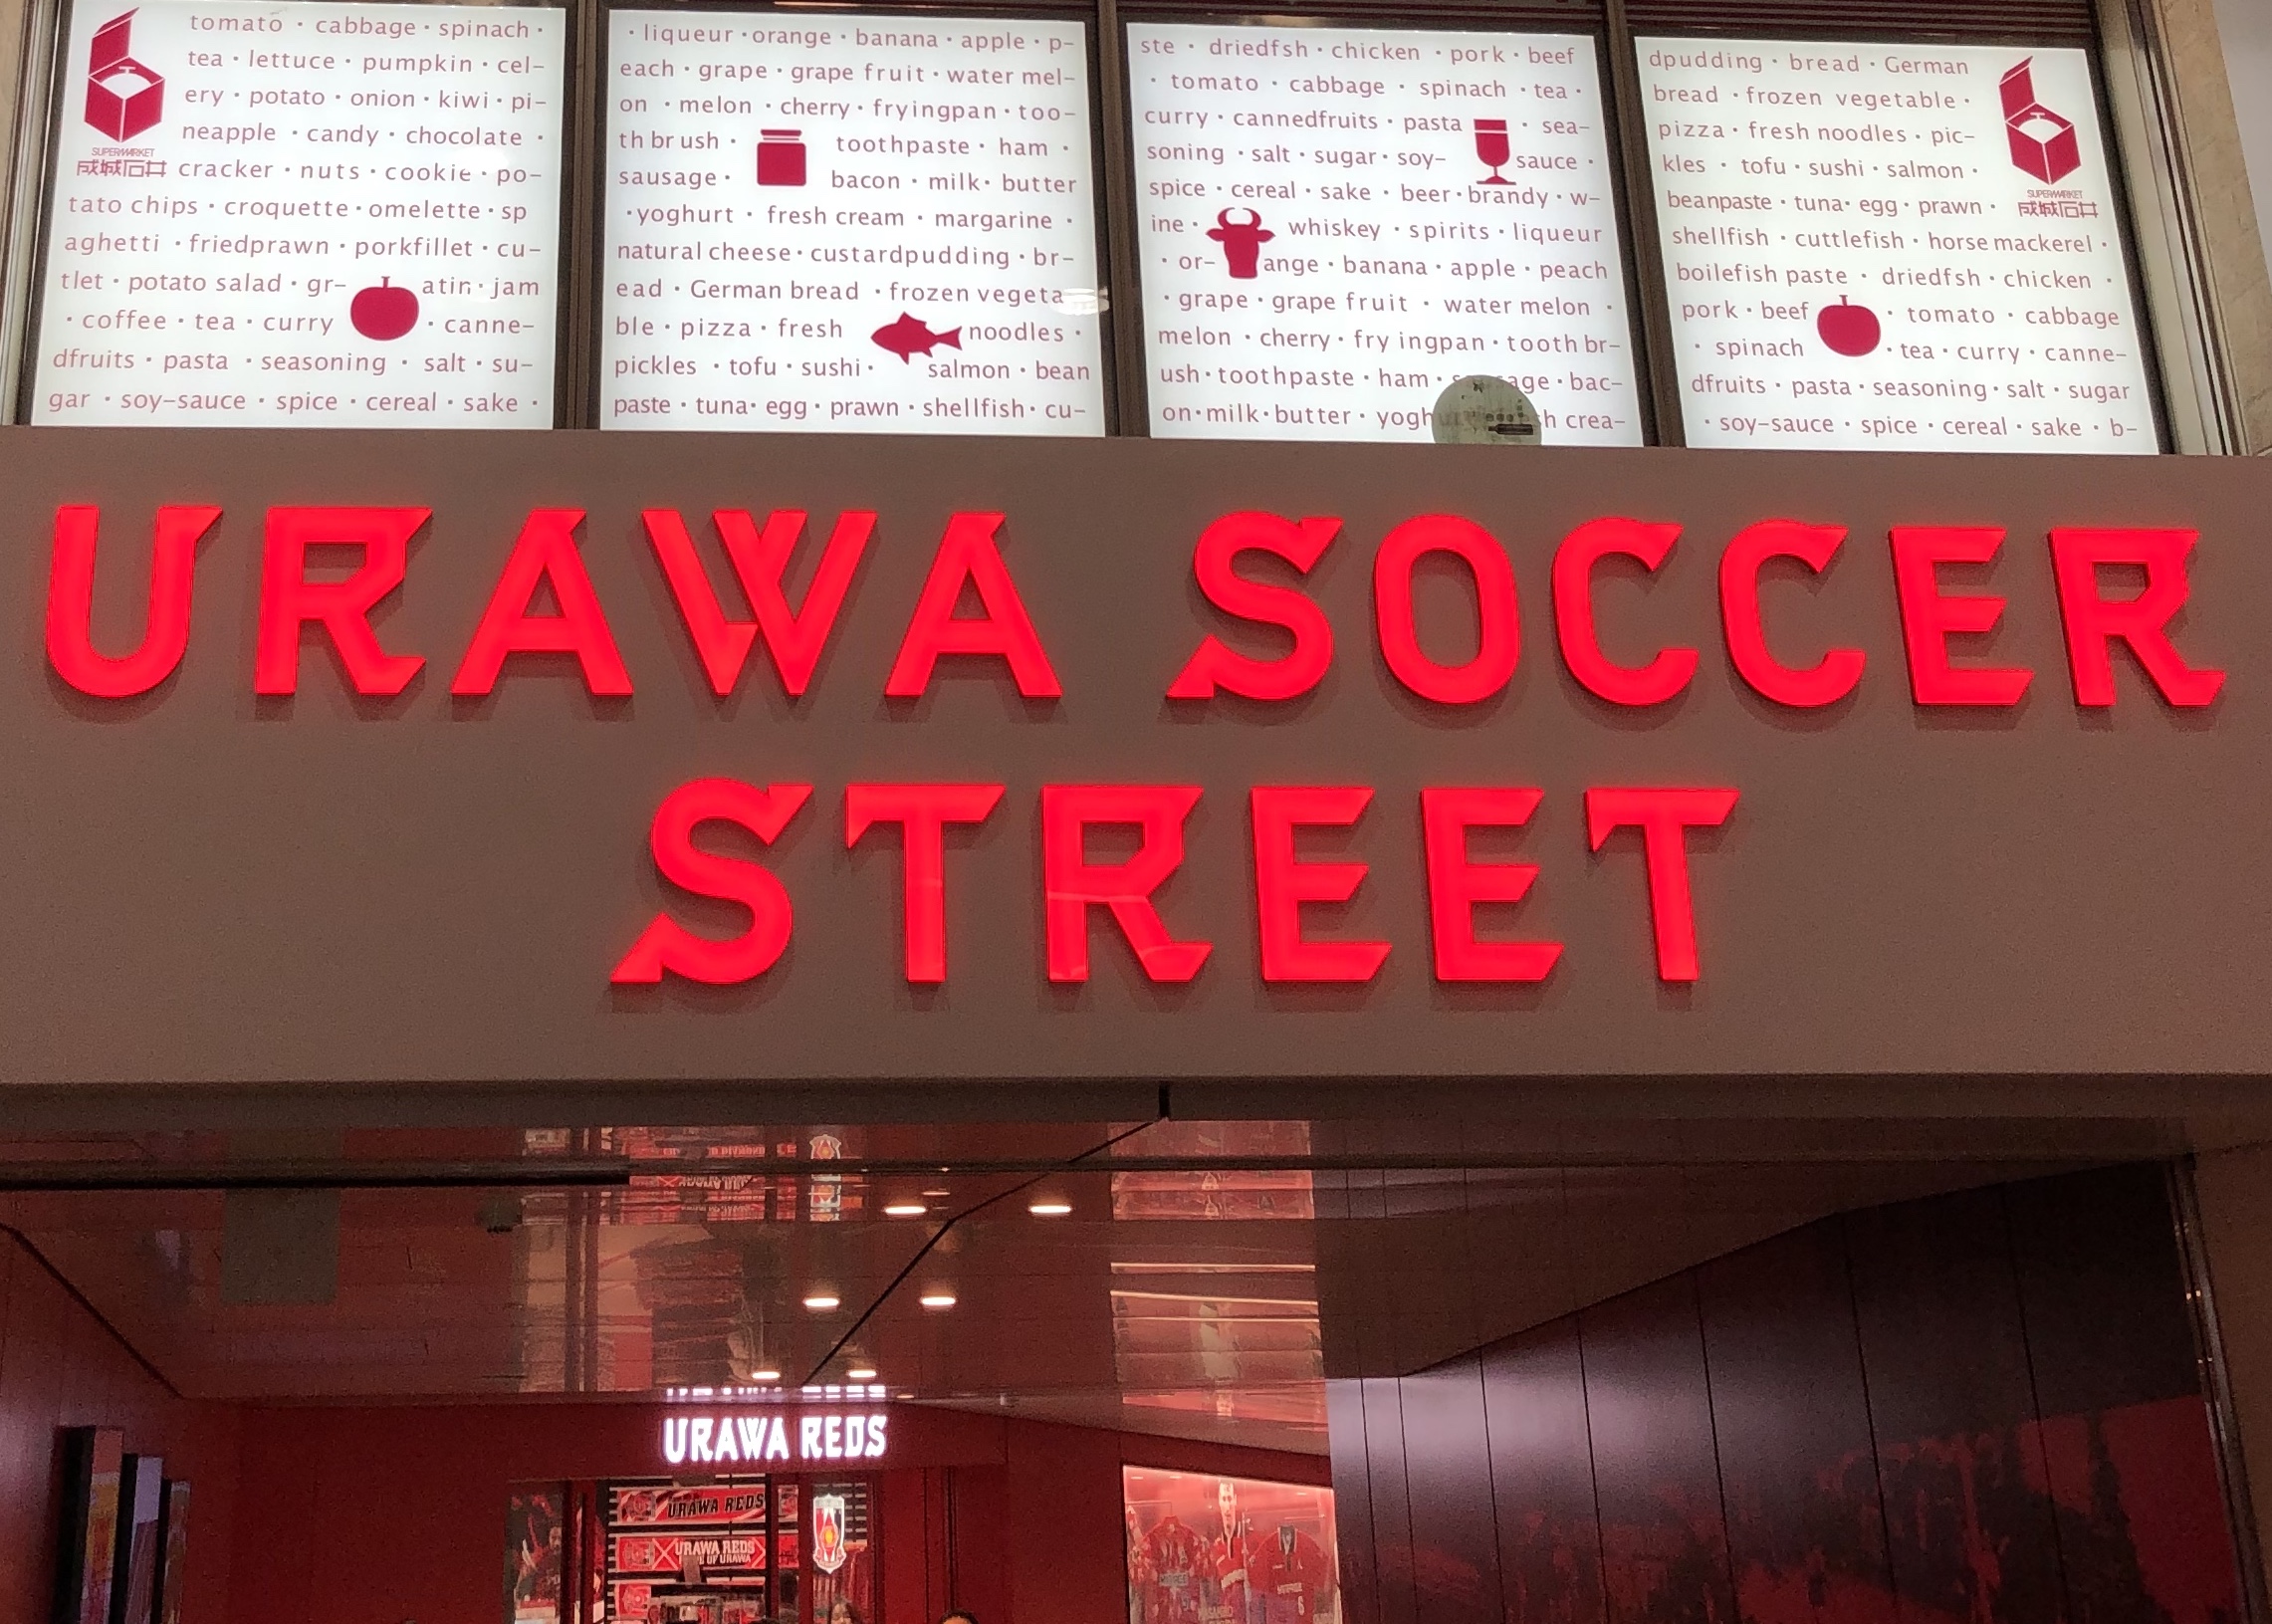 tomato · cabbage · spinach ·
tea · lettuce · pumpkin · cel-
ery · potato · onion · kiwi · pi-
neapple · candy · chocolate ·
SUPERMARKET
成城石井
cracker · nuts · cookie · po-
tato chips · croquette · omelette · sp
aghetti · friedprawn · porkfillet · cu-
tlet · potato salad · gr- atin · jam
· coffee · tea · curry · canne-
dfruits · pasta · seasoning · salt · su-
gar · soy-sauce · spice · cereal · sake ·
· liqueur · orange · banana · apple · p-
each · grape · grape fruit · water mel-
on · melon · cherry · fryingpan · too-
th br ush · toothpaste · ham ·
sausage · bacon · milk · butter
· yoghurt · fresh cream · margarine ·
natural cheese · custardpudding · br-
ead · German bread · frozen vegeta
ble · pizza · fresh noodles ·
pickles · tofu · sushi · salmon · bean
paste · tuna · egg · prawn · shellfish · cu-
ste · driedfsh · chicken · pork · beef
· tomato · cabbage · spinach · tea ·
curry · cannedfruits · pasta · sea-
soning · salt · sugar · soy- sauce ·
spice · cereal · sake · beer · brandy · w-
ine · whiskey · spirits · liqueur
· or- ange · banana · apple · peach
· grape · grape fruit · water melon ·
melon · cherry · fry ingpan · tooth br-
ush · toothpaste · ham · bac-
on · milk · butter · crea-
dpudding · bread · German
bread · frozen vegetable ·
pizza · fresh noodles · pic-
kles · tofu · sushi · salmon ·
SUPERMARKET
成城石井
beanpaste · tuna · egg · prawn ·
shellfish · cuttlefish · horse mackerel ·
boilefish paste · driedfsh · chicken ·
pork · beef · tomato · cabbage
· spinach · tea · curry · canne-
dfruits · pasta · seasoning · salt · sugar
· soy-sauce · spice · cereal · sake · b-
URAWA SOCCER
STREET
URAWA REDS
URAWA REDS
URAWA REDS
OF URAWA